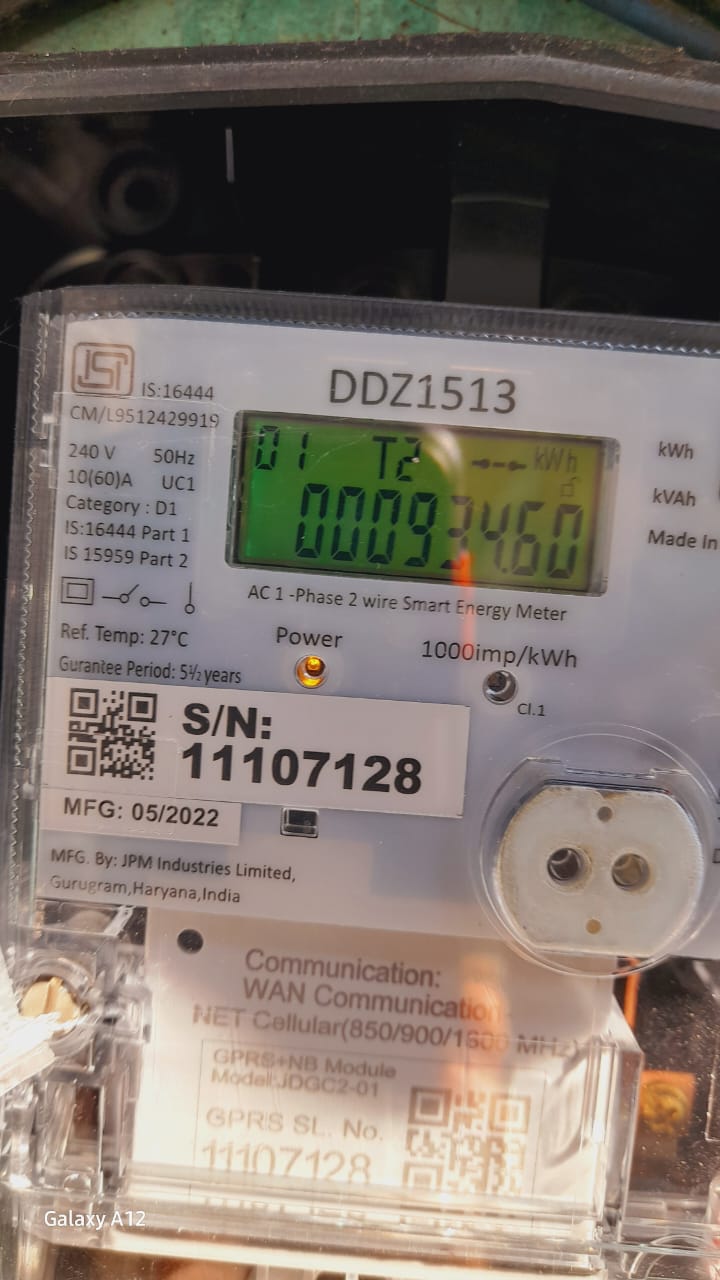 IS:16444
CM/L9512429919
DDZ1513
240 V 50Hz
10(60)A UC1
Category : D1
IS:16444 Part 1
IS 15959 Part 2
01 T2 kWh
000934.60
kWh
kVAh
Made In
AC 1 -Phase 2 wire Smart Energy Meter
Ref. Temp: 27°C
Gurantee Period: 5½ years
Power
1000imp/kWh
Cl.1
S/N:
11107128
MFG: 05/2022
MFG. By: JPM Industries Limited,
Gurugram,Haryana,India
Communication:
WAN Communication-
NET Cellular(850/900/1800 MHz)
GPRS+NB Module
Model:JDGC2-01
GPRS SL. No.
11107128
Galaxy A12